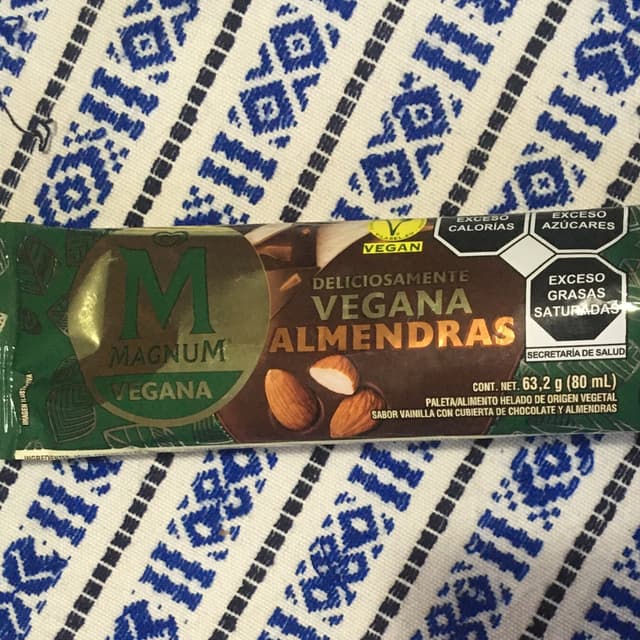 M
MAGNUM
VEGANA
VEGAN
DELICIOSAMENTE
VEGANA
ALMENDRAS
EXCESO
CALORÍAS
EXCESO
AZÚCARES
EXCESO
GRASAS
SATURADAS
SECRETARÍA DE SALUD
CONT. NET. 63,2 g (80 mL)
PALETA/ALIMENTO HELADO DE ORIGEN VEGETAL
SABOR VAINILLA CON CUBIERTA DE CHOCOLATE Y ALMENDRAS